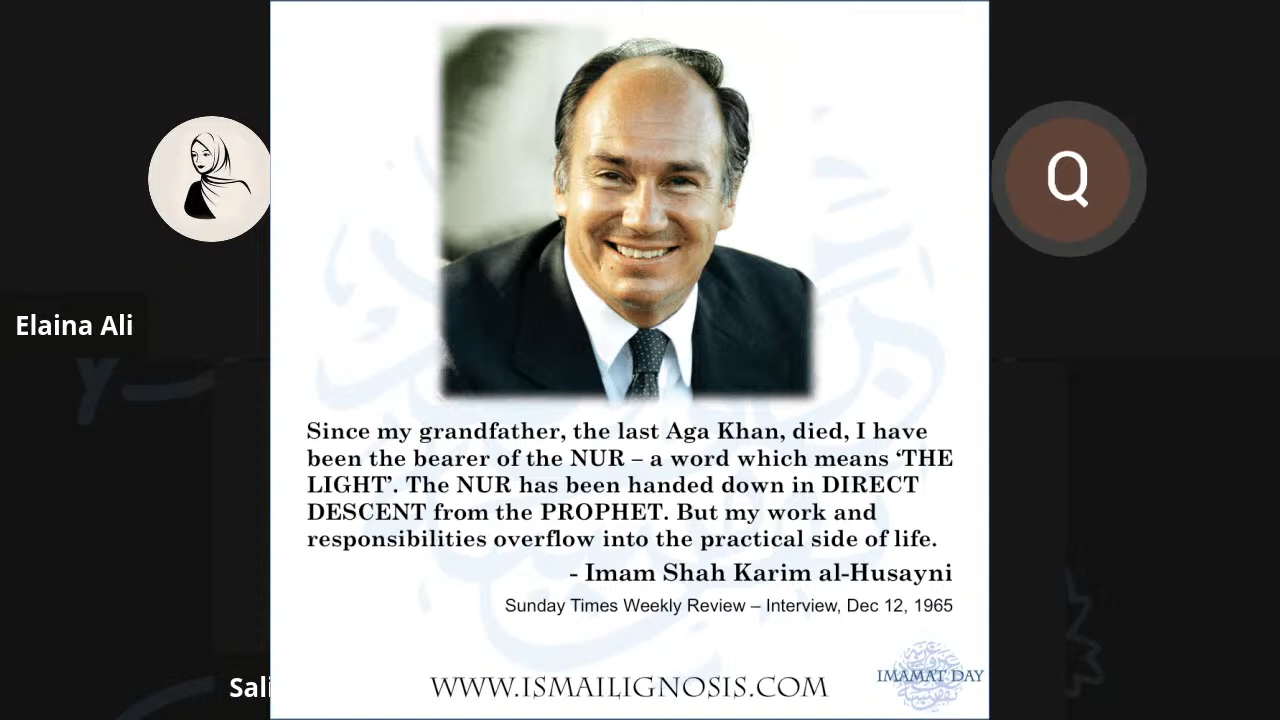 Elaina Ali
Q
Since my grandfather, the last Aga Khan, died, I have
been the bearer of the NUR – a word which means ‘THE
LIGHT’. The NUR has been handed down in DIRECT
DESCENT from the PROPHET. But my work and
responsibilities overflow into the practical side of life.
- Imam Shah Karim al-Husayni
Sunday Times Weekly Review – Interview, Dec 12, 1965
Sali
WWW.ISMAILIGNOSIS.COM
IMAMAT DAY